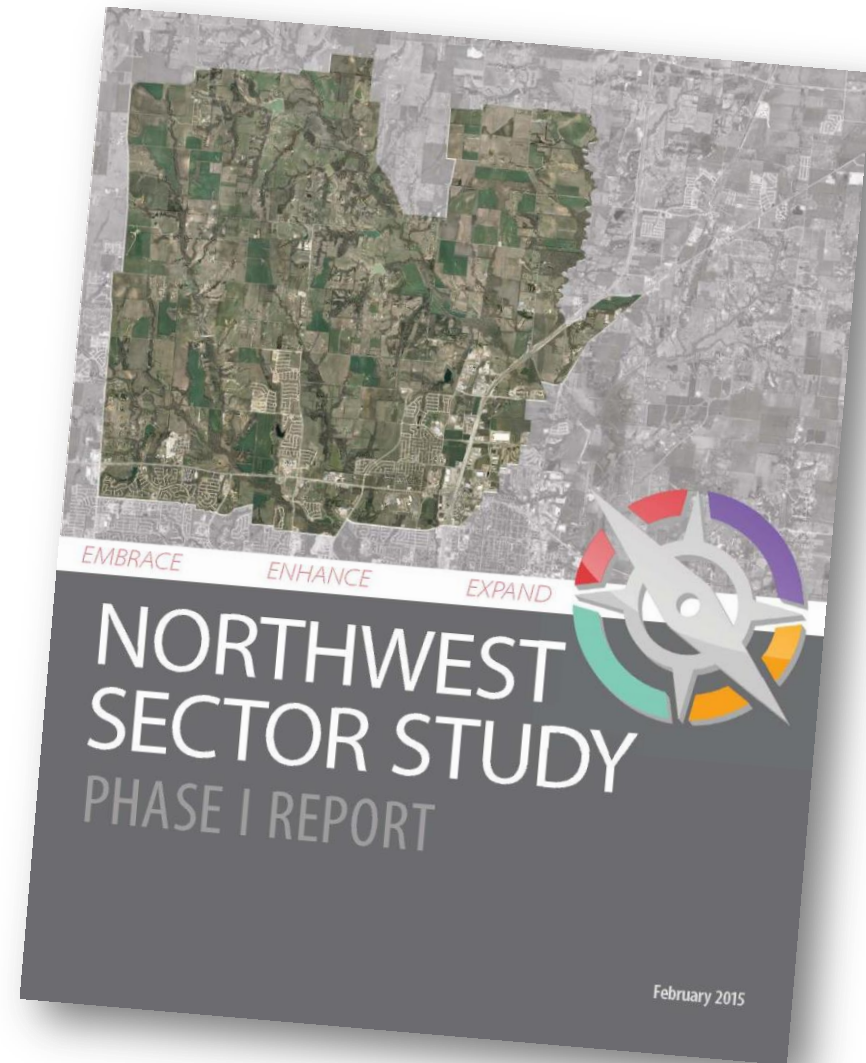 EMBRACE ENHANCE EXPAND
NORTHWEST
SECTOR STUDY
PHASE I REPORT
February 2015